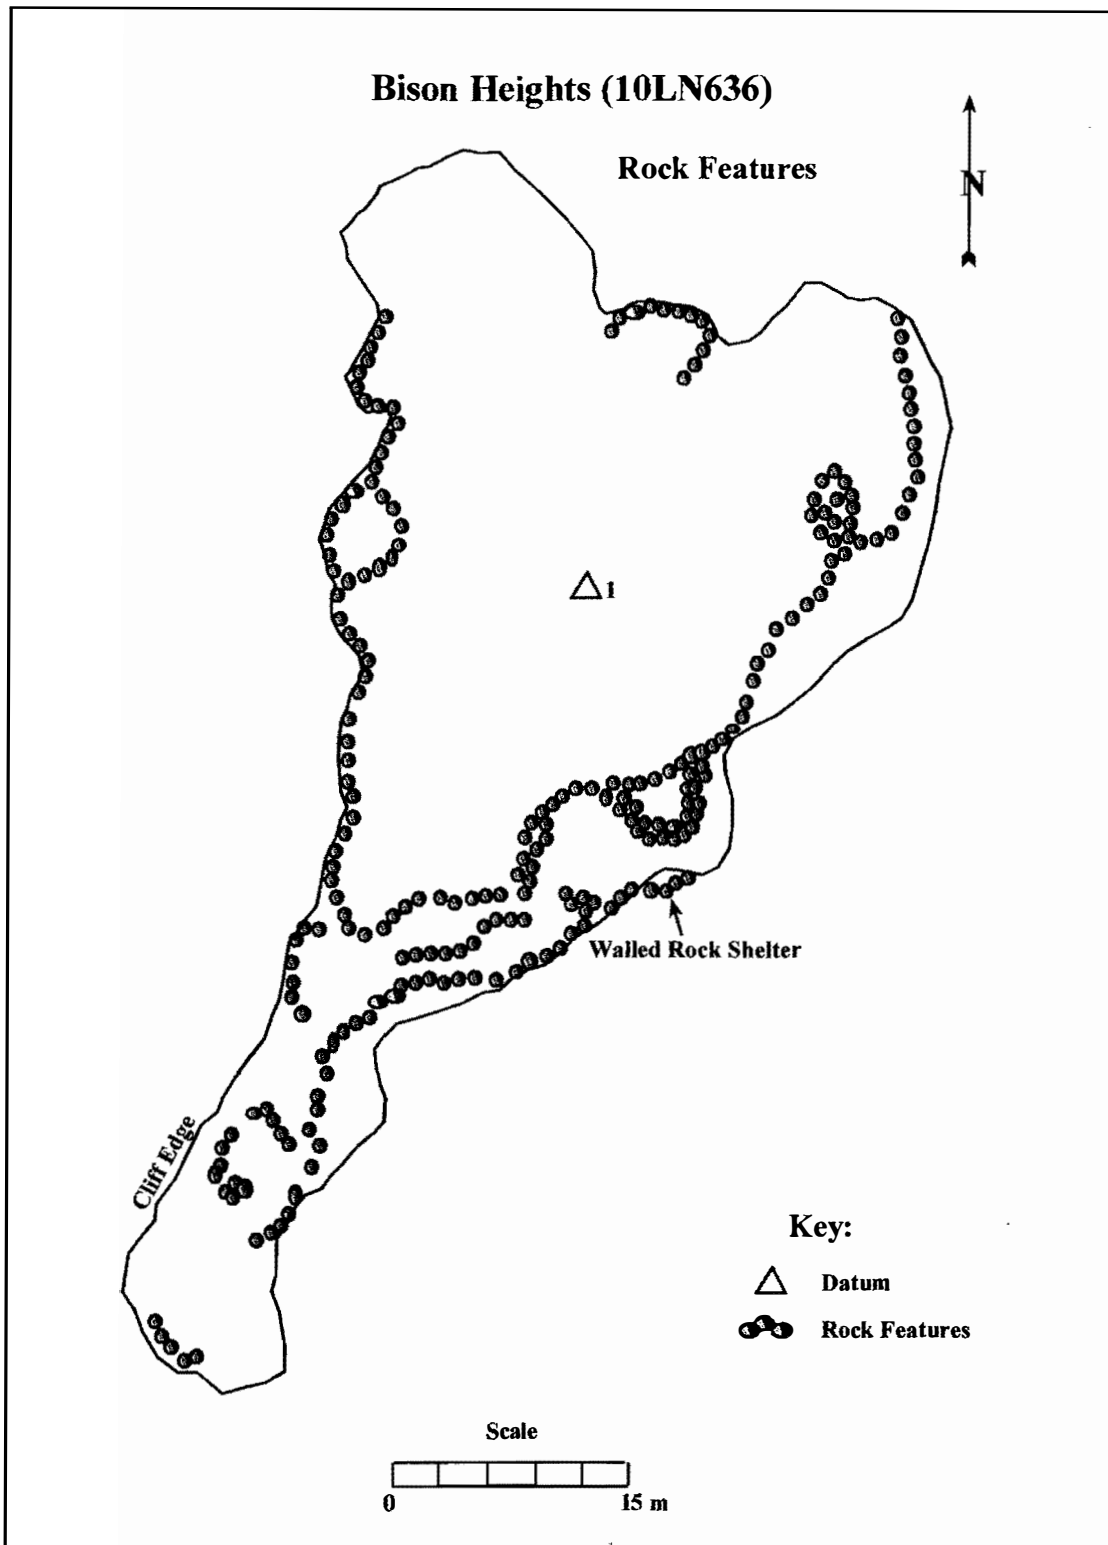 Bison Heights (10LN636)
Rock Features
N
1
Walled Rock Shelter
Cliff Edge
Key:
Datum
Rock Features
Scale
0
15 m